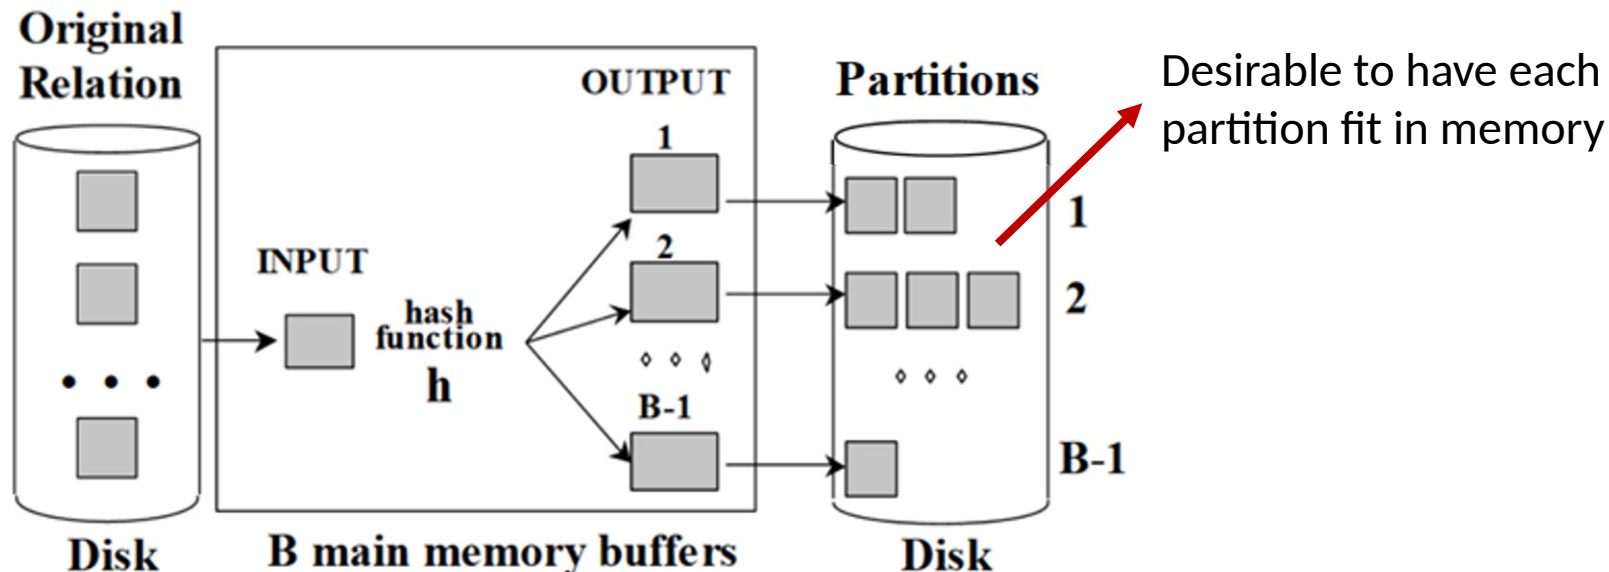 Original
Relation
Disk
INPUT
hash
function
h
OUTPUT
1
2
B-1
B main memory buffers
Partitions
1
2
B-1
Disk
Desirable to have each
partition fit in memory